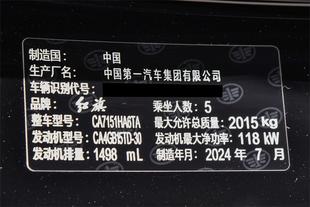 制造国： 中国
生产厂名： 中国第一汽车集团有限公司
车辆识别代号：
品牌： 红旗 乘坐人数： 5
整车型号： CA7151HA6TA 最大允许总质量： 2015 kg
发动机型号： CA4GB15TD-30 发动机最大净功率： 118 kW
发动机排量： 1498 mL 制造年月： 2024 年 7 月